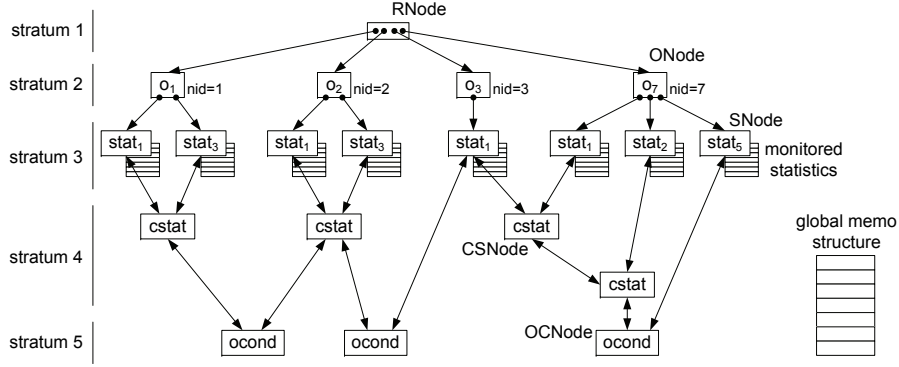 RNode
stratum 1
ONode
stratum 2
o1 nid=1
o2 nid=2
o3 nid=3
o7 nid=7
SNode
stratum 3
stat1
stat3
stat1
stat3
stat1
stat1
stat2
stat5
monitored
statistics
stratum 4
cstat
cstat
cstat
CSNode
cstat
global memo
structure
OCNode
stratum 5
ocond
ocond
ocond